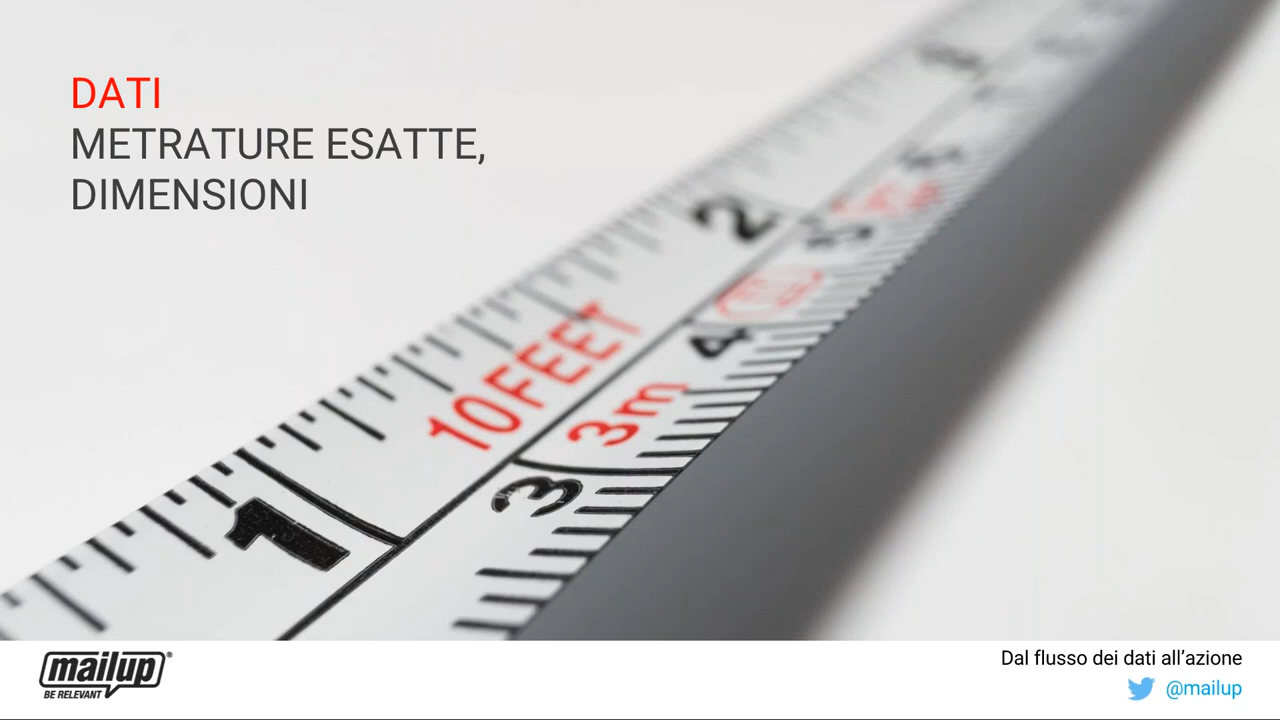 DATI
METRATURE ESATTE,
DIMENSIONI
2
5
10FEET
4
3m
3
1
mailup®
BE RELEVANT
Dal flusso dei dati all’azione
@mailup